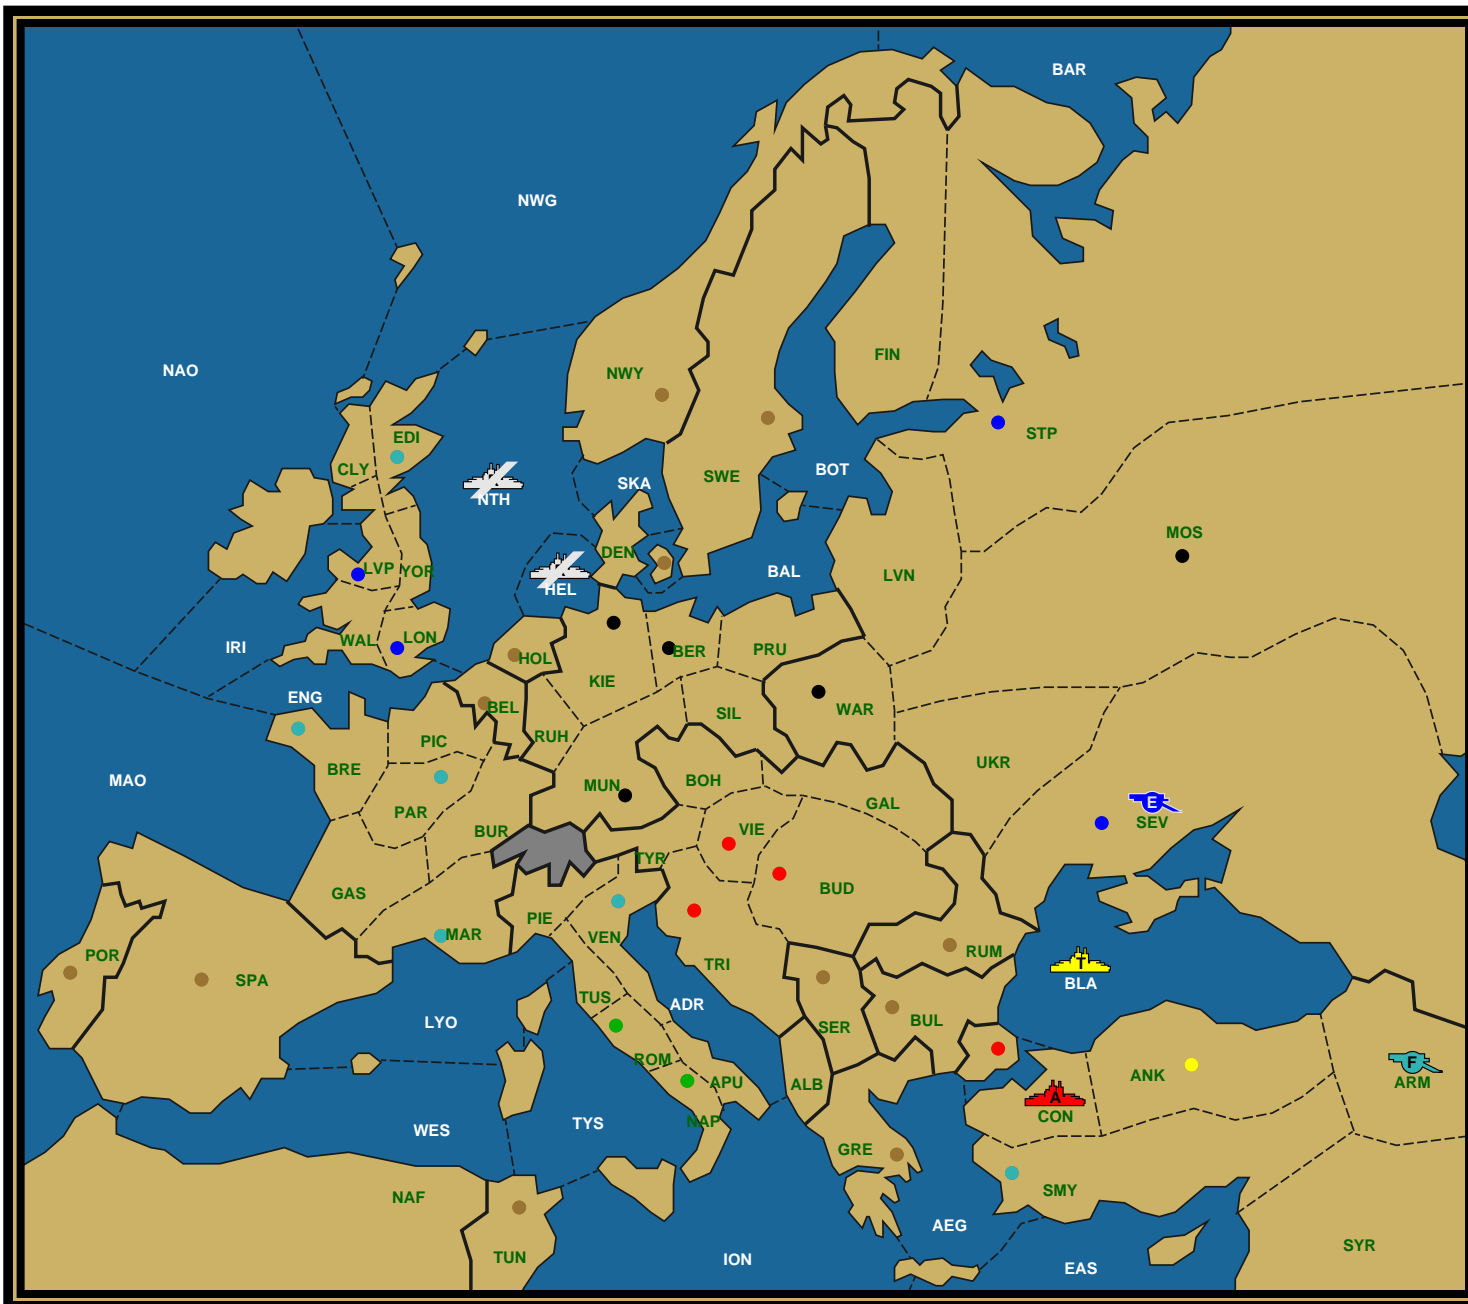 BAR
NWG
NAO
FIN
NWY
EDI
STP
CLY
SWE
BOT
SKA
NTH
MOS
DEN
LVP
YOR
BAL
LVN
HEL
IRI
WAL
LON
HOL
BER
PRU
KIE
ENG
BEL
SIL
WAR
RUH
PIC
BRE
UKR
MAO
MUN
BOH
GAL
E
SEV
PAR
BUR
VIE
TYR
BUD
GAS
PIE
VEN
MAR
POR
SPA
TRI
RUM
T
BLA
TUS
ADR
LYO
SER
BUL
ROM
APU
ALB
ANK
F
ARM
A
CON
NAP
WES
TYS
GRE
SMY
NAF
AEG
TUN
ION
EAS
SYR